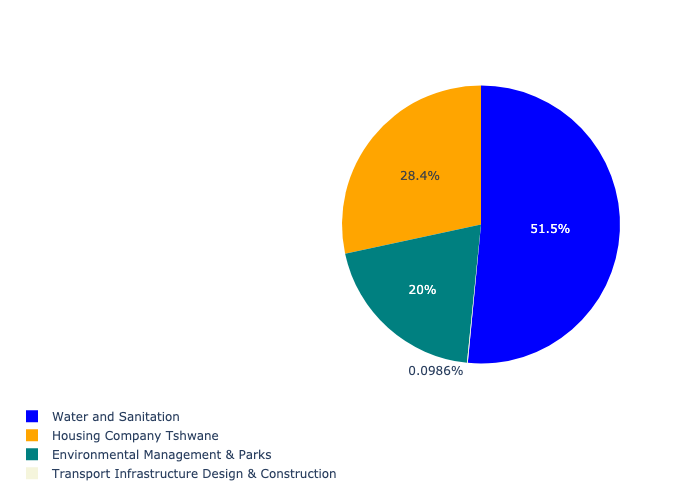 28.4%
51.5%
20%
0.0986%
Water and Sanitation
Housing Company Tshwane
Environmental Management & Parks
Transport Infrastructure Design & Construction